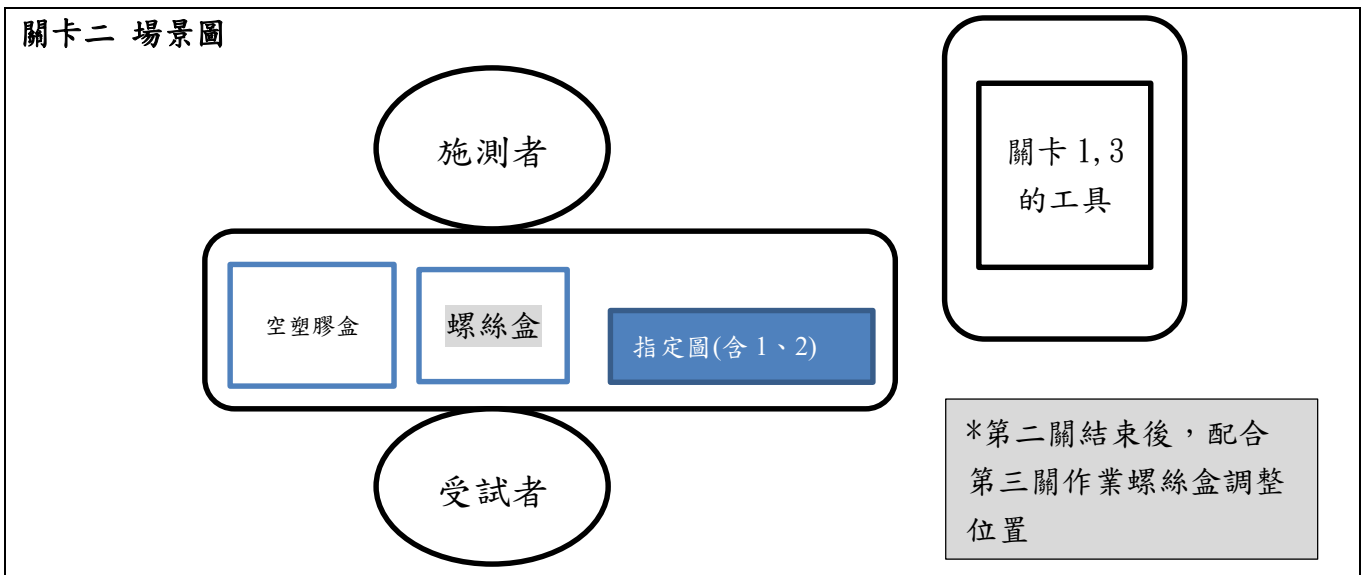 關卡二 場景圖
施測者
關卡 1,3
的工具
空塑膠盒
螺絲盒
指定圖(含 1、2)
受試者
*第二關結束後，配合
第三關作業螺絲盒調整
位置